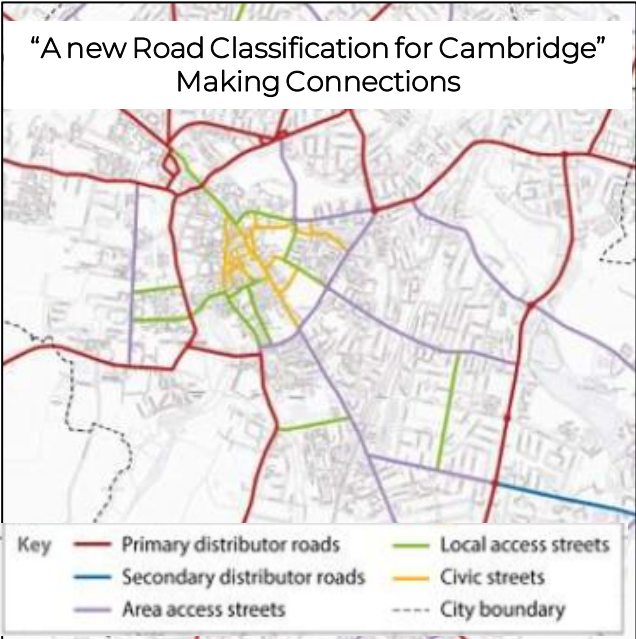 “A new Road Classification for Cambridge”
Making Connections
Key
Primary distributor roads
Secondary distributor roads
Area access streets
Local access streets
Civic streets
City boundary